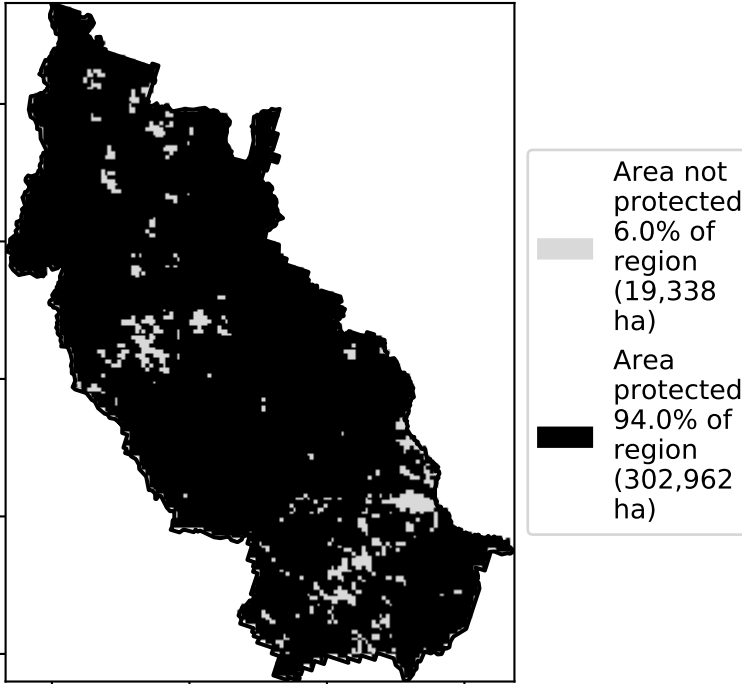 Area not
protected
6.0% of
region
(19,338
ha)
Area
protected
94.0% of
region
(302,962
ha)